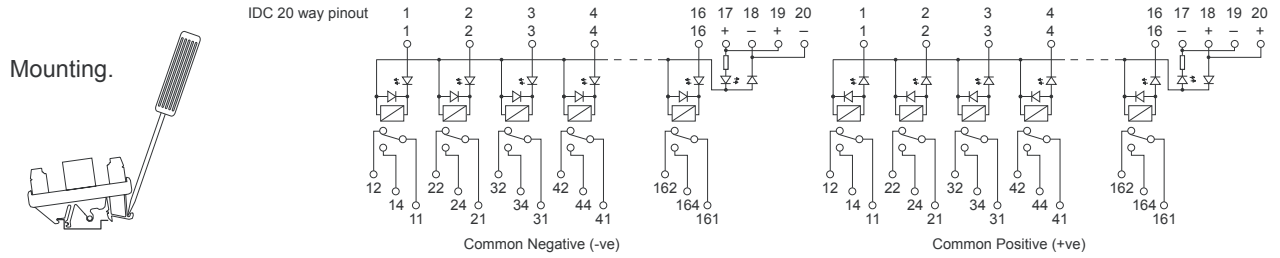 IDC 20 way pinout 1 2 3 4 16 17 18 19 20 1 2 3 4 16 17 18 19 20
1 2 3 4 16 + – + – 1 2 3 4 16 – + – +
Mounting.
12 22 32 42 162 12 22 32 42 162
14 24 34 44 164 14 24 34 44 164
11 21 31 41 161 11 21 31 41 161
Common Negative (-ve) Common Positive (+ve)